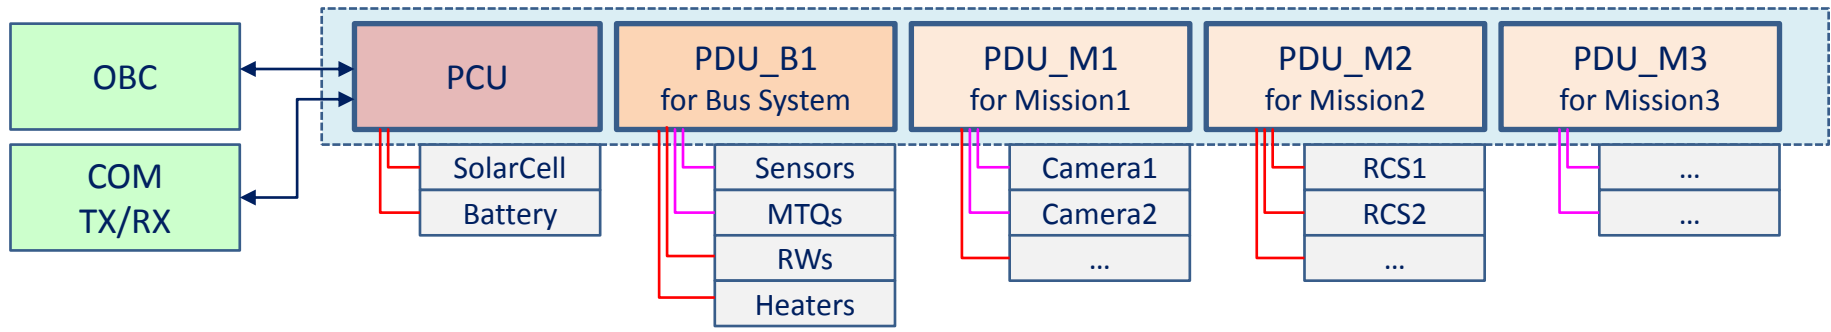 OBC
COM
TX/RX
PCU
SolarCell
Battery
PDU_B1
for Bus System
Sensors
MTQs
RWs
Heaters
PDU_M1
for Mission1
Camera1
Camera2
...
PDU_M2
for Mission2
RCS1
RCS2
...
PDU_M3
for Mission3
...
...